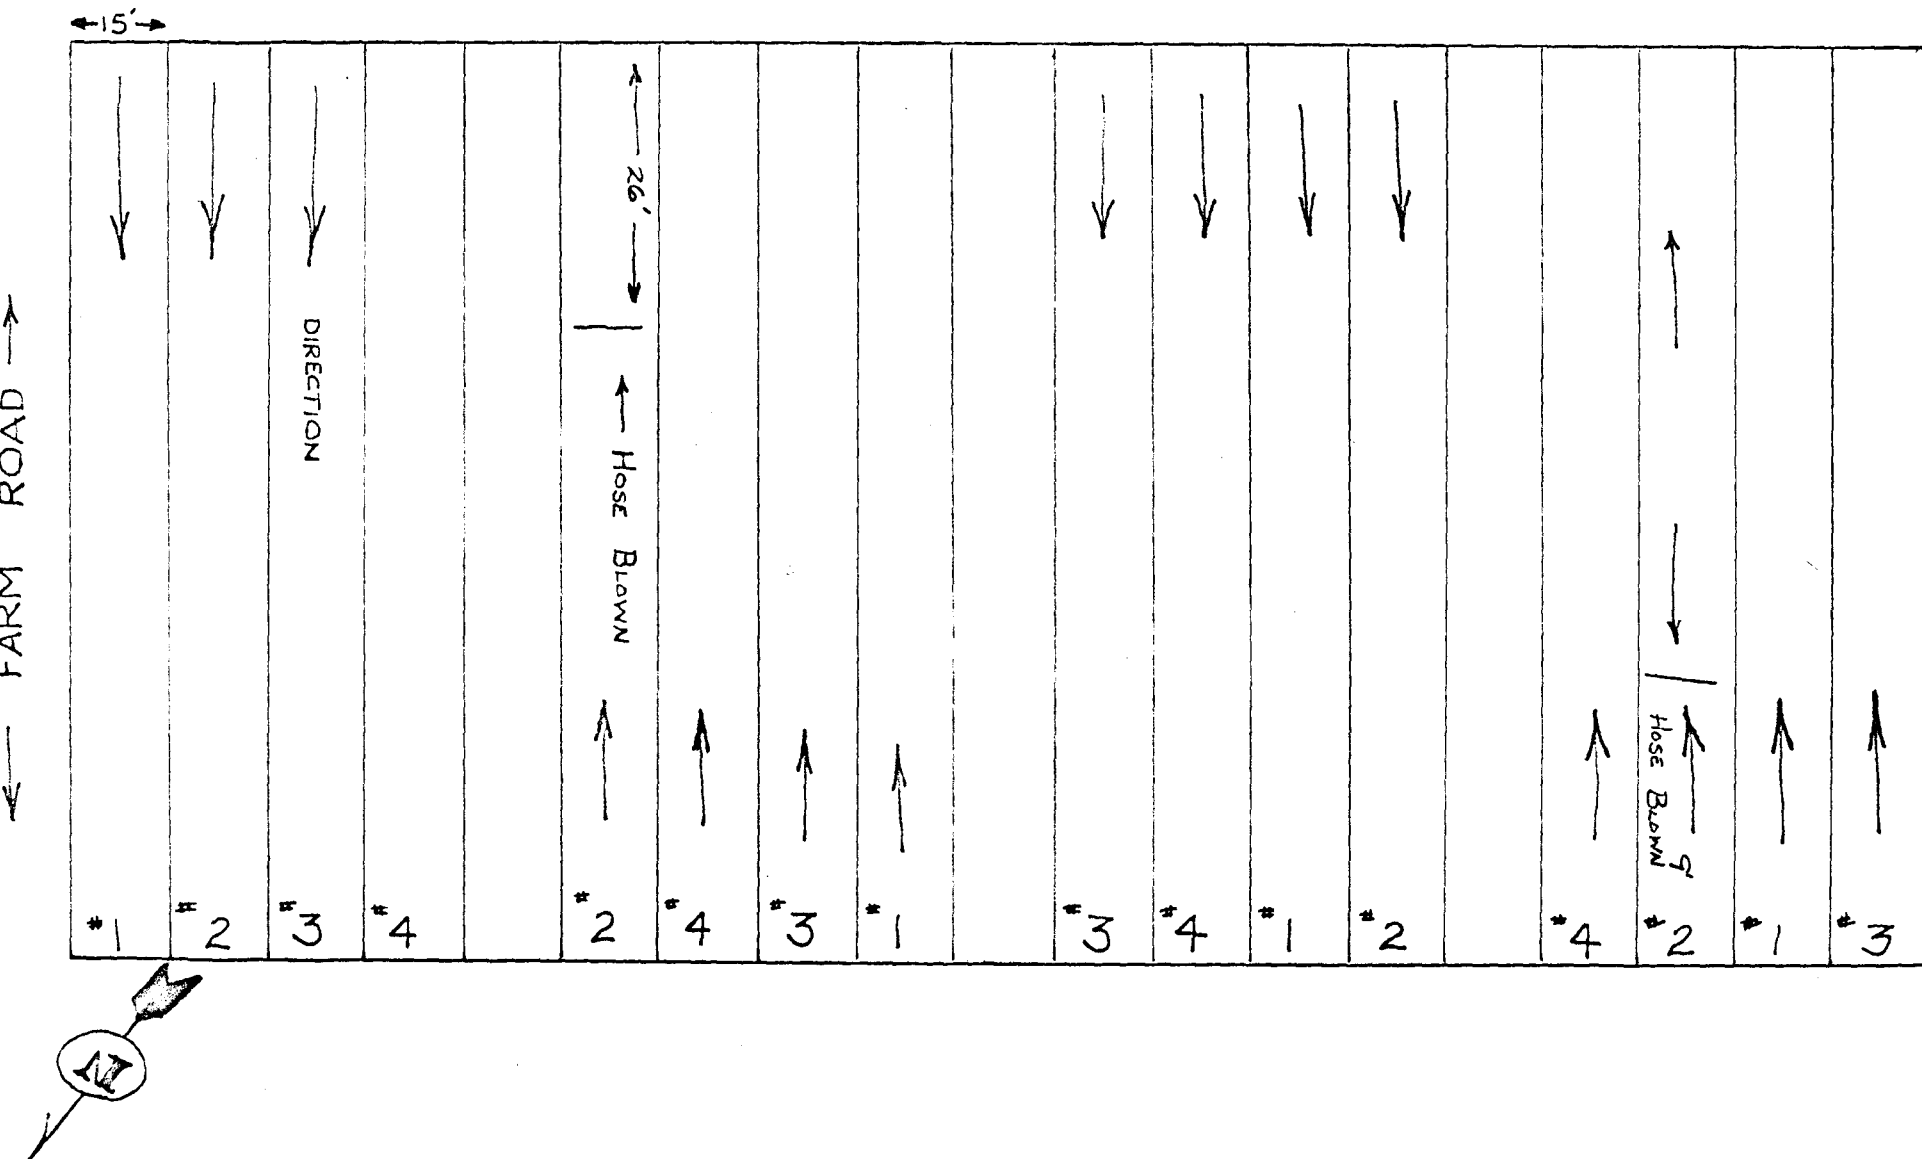 15'
FARM ROAD
DIRECTION
26'
HOSE BLOWN
HOSE BLOWN
#1 #2 #3 #4 #2 #4 #3 #1 #3 #4 #1 #2 #4 #2 #1 #3
N